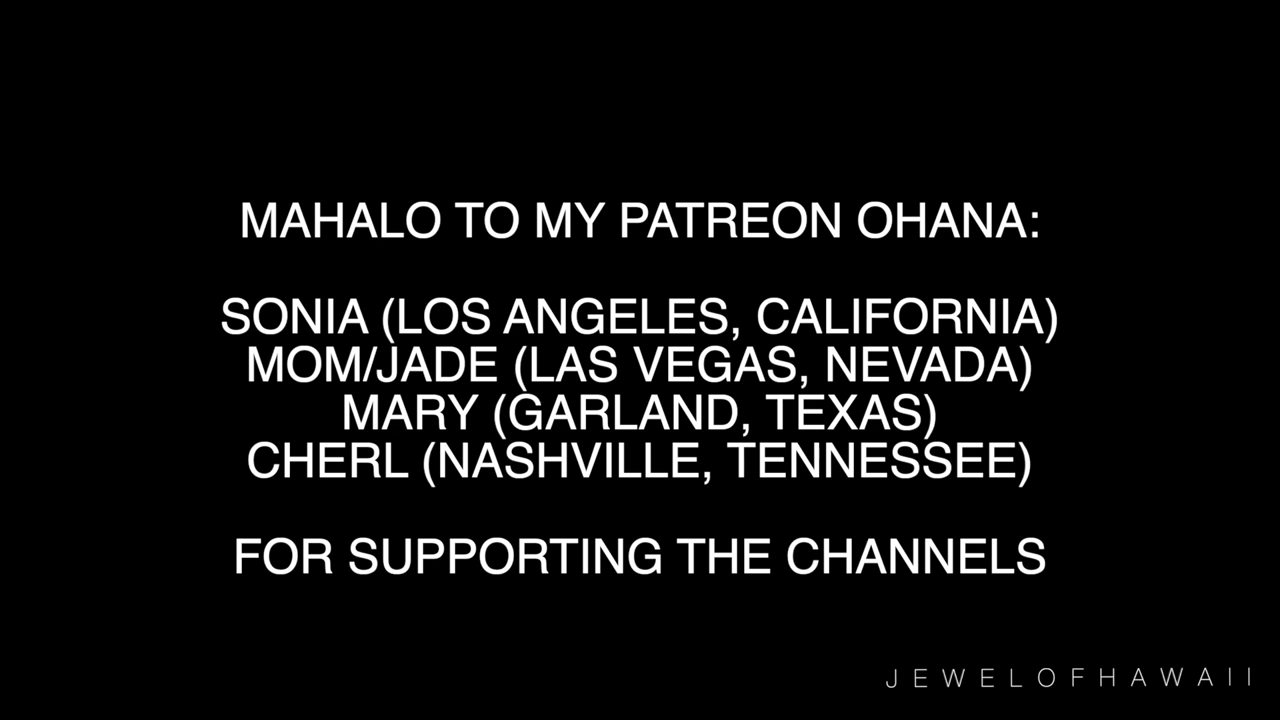 MAHALO TO MY PATREON OHANA:
SONIA (LOS ANGELES, CALIFORNIA)
MOM/JADE (LAS VEGAS, NEVADA)
MARY (GARLAND, TEXAS)
CHERL (NASHVILLE, TENNESSEE)
FOR SUPPORTING THE CHANNELS
JEWELOFHAWAII